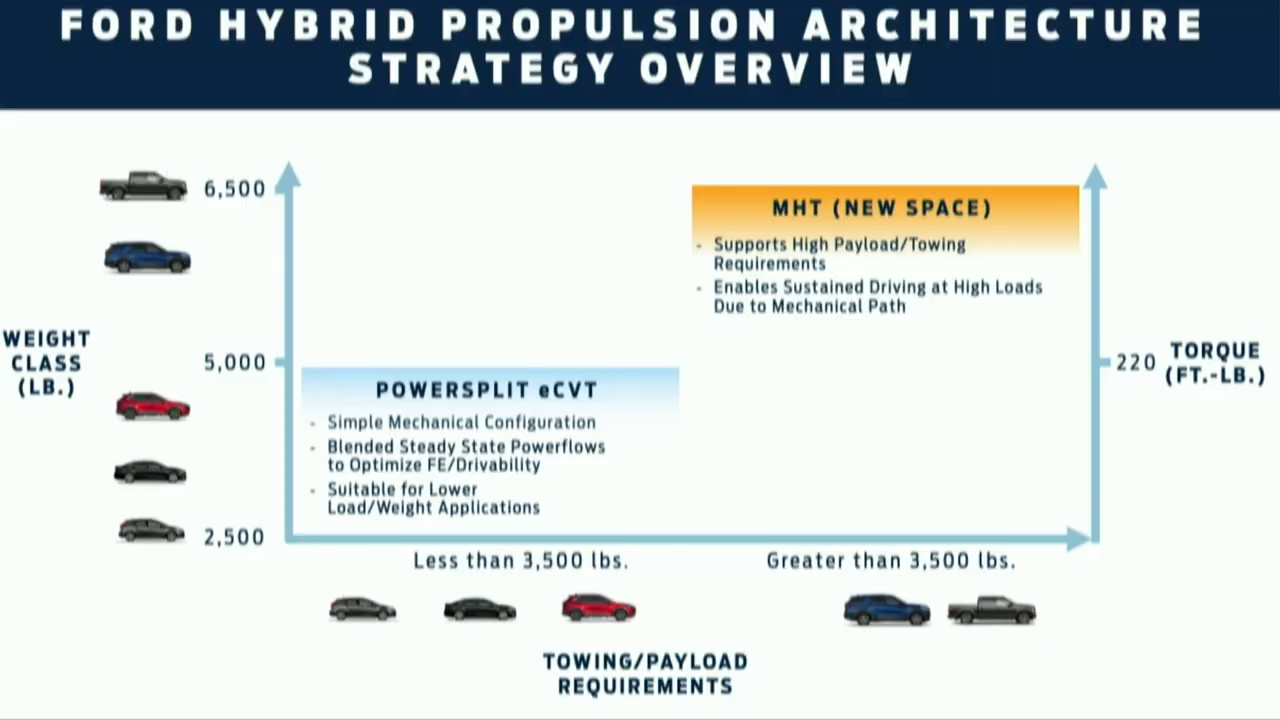 FORD HYBRID PROPULSION ARCHITECTURE
STRATEGY OVERVIEW
6,500
MHT (NEW SPACE)
- Supports High Payload/Towing
Requirements
- Enables Sustained Driving at High Loads
Due to Mechanical Path
WEIGHT
CLASS
(LB.)
5,000
220
TORQUE
(FT.-LB.)
POWERSPLIT eCVT
- Simple Mechanical Configuration
- Blended Steady State Powerflows
to Optimize FE/Drivability
- Suitable for Lower
Load/Weight Applications
2,500
Less than 3,500 lbs.
Greater than 3,500 lbs.
TOWING/PAYLOAD
REQUIREMENTS